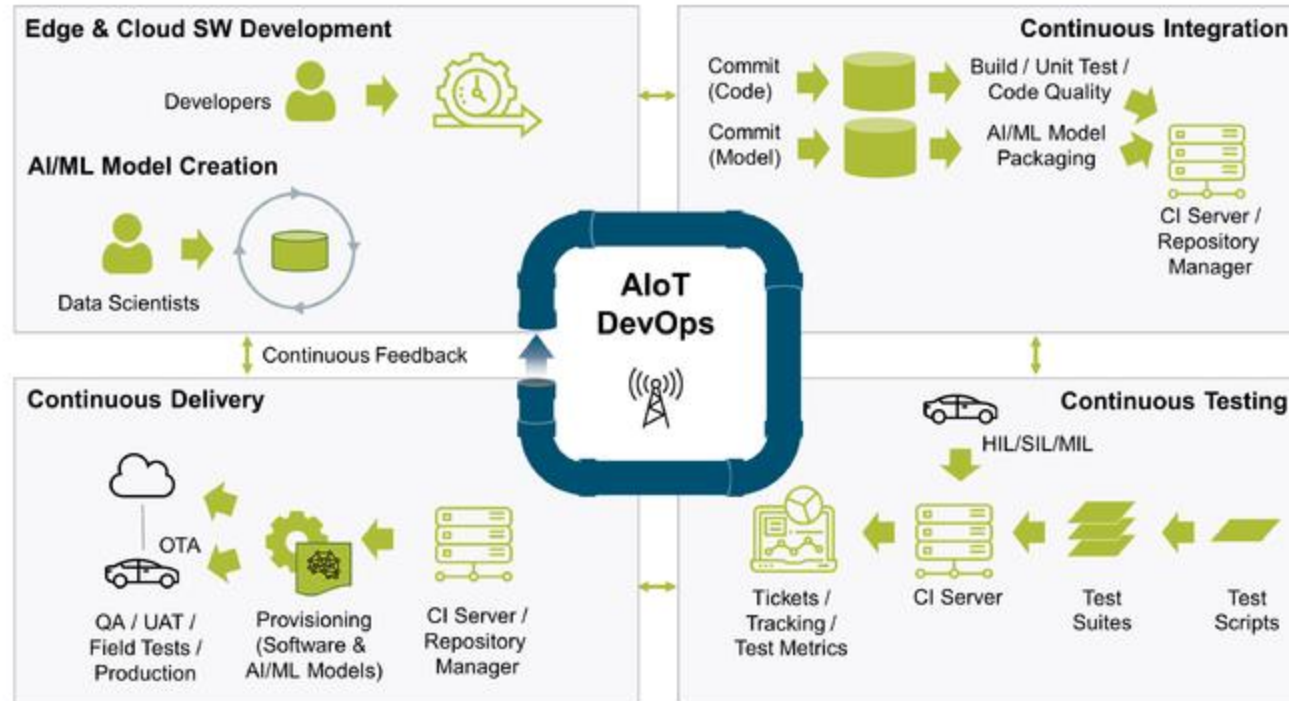 Edge & Cloud SW Development
Developers
AI/ML Model Creation
Data Scientists
Continuous Integration
Commit
(Code)
Build / Unit Test /
Code Quality
Commit
(Model)
AI/ML Model
Packaging
CI Server /
Repository
Manager
AIoT
DevOps
Continuous Feedback
Continuous Delivery
OTA
QA / UAT /
Field Tests /
Production
Provisioning
(Software &
AI/ML Models)
CI Server /
Repository
Manager
Continuous Testing
HIL/SIL/MIL
Tickets /
Tracking /
Test Metrics
CI Server
Test
Suites
Test
Scripts